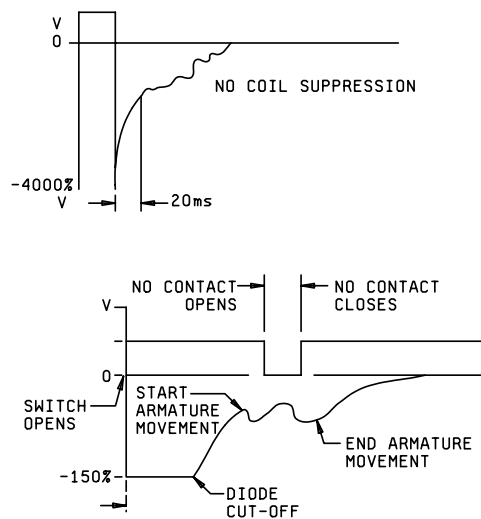 V
0
NO COIL SUPPRESSION
-4000%
V
20ms
NO CONTACT
OPENS
NO CONTACT
CLOSES
V
0
SWITCH
OPENS
START
ARMATURE
MOVEMENT
END ARMATURE
MOVEMENT
-150%
DIODE
CUT-OFF